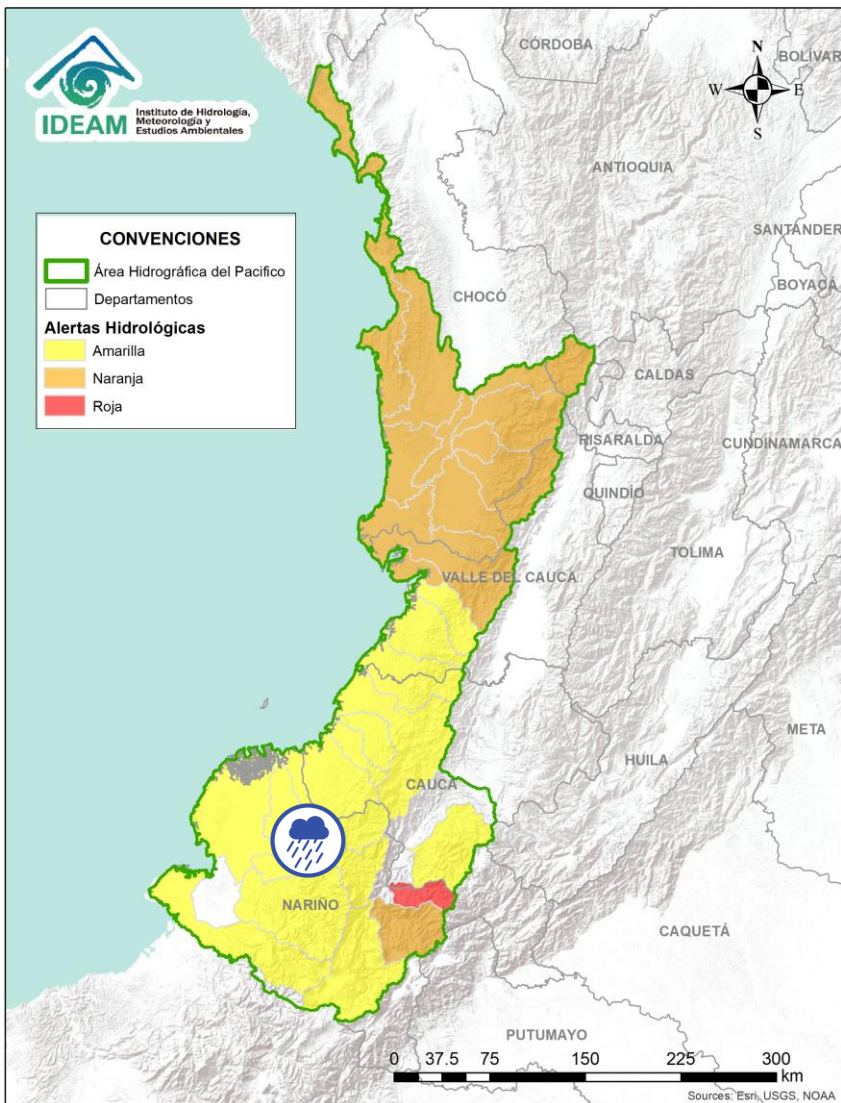 IDEAM
Instituto de Hidrología,
Meteorología y
Estudios Ambientales
CÓRDOBA
BOLÍVAR
N
W
E
S
ANTIOQUIA
SANTANDER
BOYACÁ
CONVENCIONES
Área Hidrográfica del Pacifico
Departamentos
Alertas Hidrológicas
Amarilla
Naranja
Roja
CHOCÓ
CALDAS
RISARALDA
CUNDINAMARCA
QUINDÍO
TOLIMA
VALLE DEL CAUCA
META
HUILA
CAUCA
NARIÑO
CAQUETÁ
PUTUMAYO
0 37.5 75 150 225 300
km
Sources: Esri, USGS, NOAA